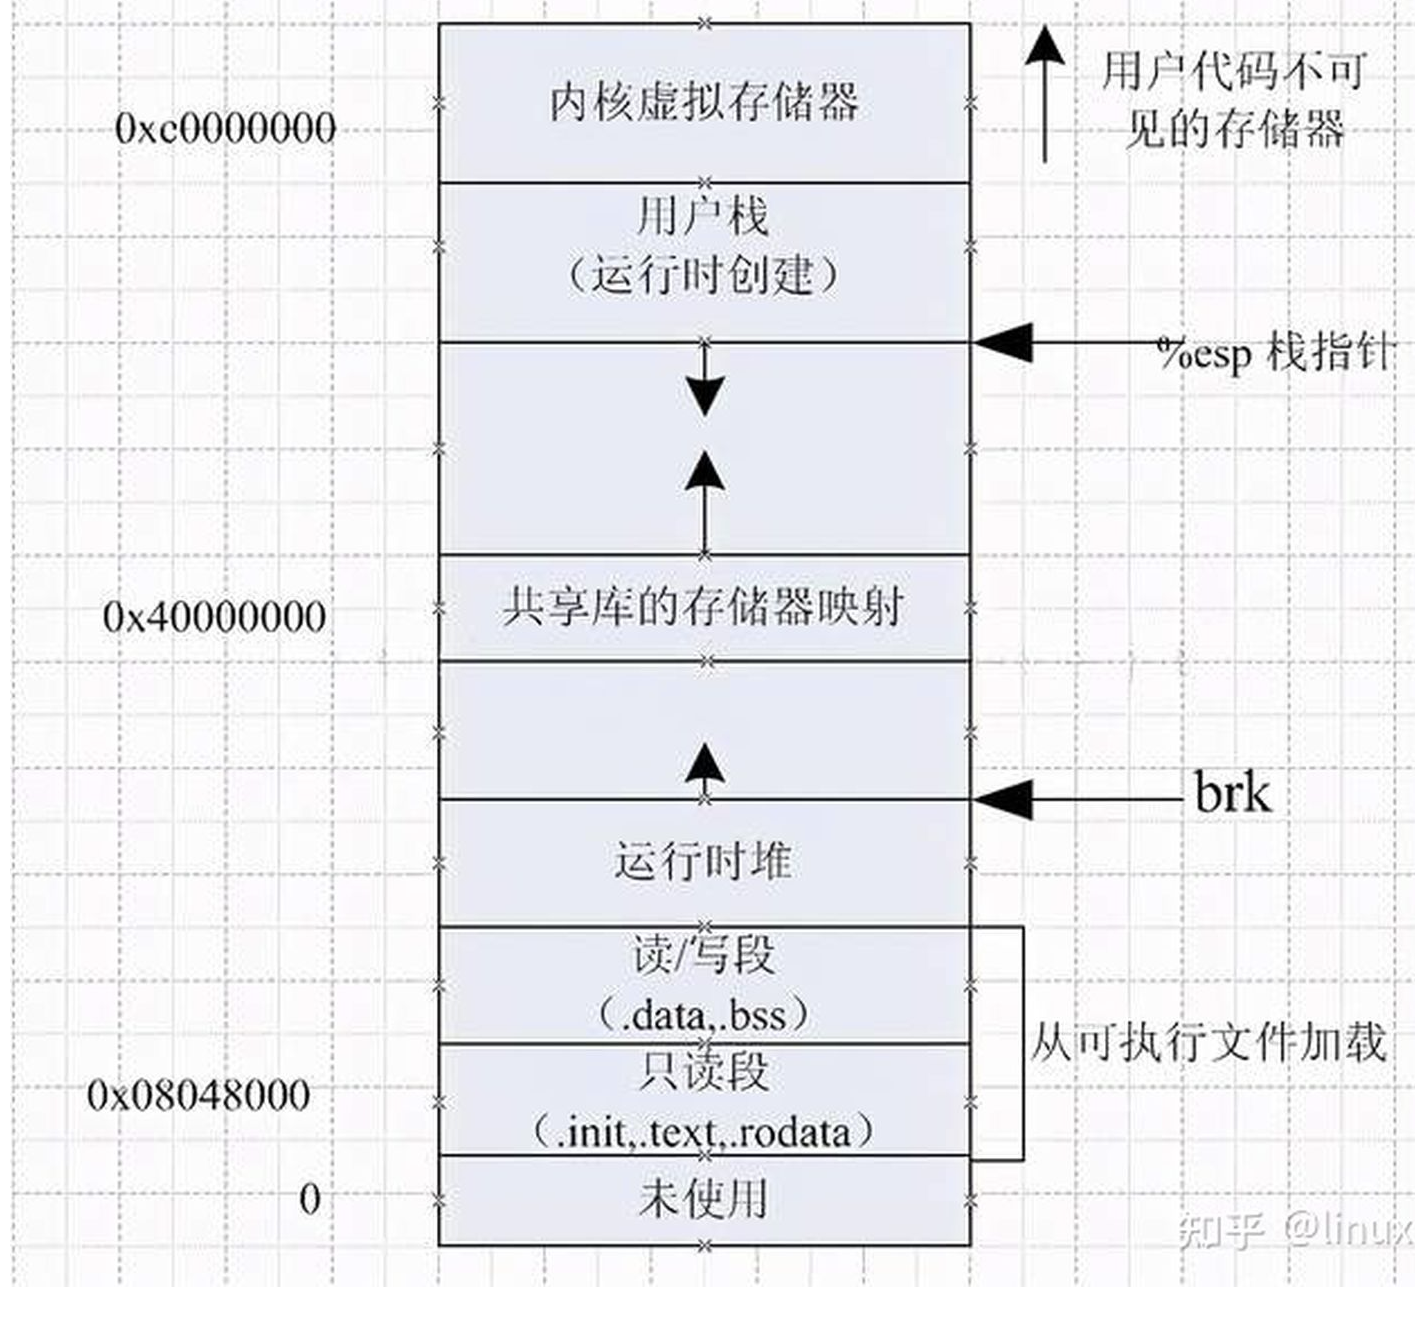 内核虚拟存储器
用户代码不可
见的存储器
0xc0000000
用户栈
（运行时创建）
%esp 栈指针
共享库的存储器映射
0x40000000
brk
运行时堆
读/写段
（.data,.bss）
从可执行文件加载
只读段
（.init,.text,.rodata）
0x08048000
未使用
0
知乎 @linux